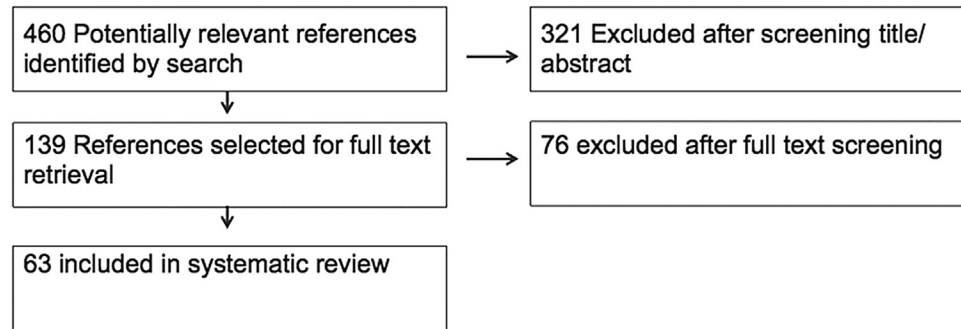 460 Potentially relevant references
identified by search
321 Excluded after screening title/
abstract
139 References selected for full text
retrieval
76 excluded after full text screening
63 included in systematic review